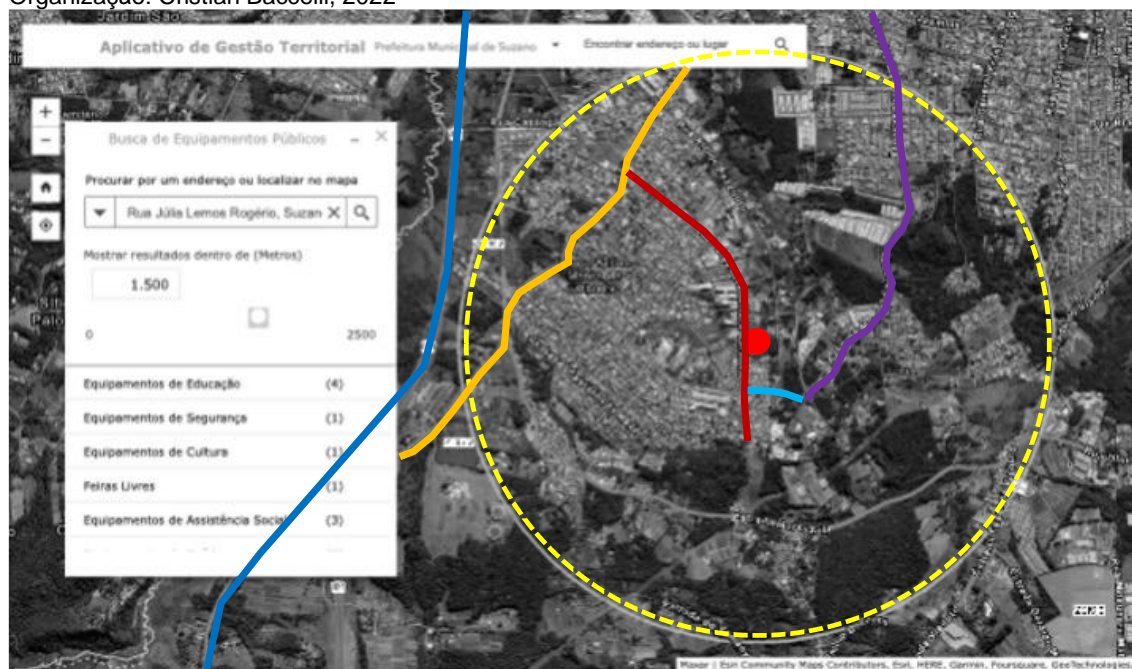 Organização: Cristian Baccelli, 2022
Aplicativo de Gestão Territorial Prefeitura Municipal de Suzano Encontrar endereço ou lugar
Busca de Equipamentos Públicos
Procurar por um endereço ou localizar no mapa
Rua Júlia Lemos Rogério, Suzan
Mostrar resultados dentro de (Metros)
1.500
0 2500
Equipamentos de Educação (4)
Equipamentos de Segurança (1)
Equipamentos de Cultura (1)
Feiras Livres (1)
Equipamentos de Assistência Social (3)
Maxar | Esri Community Maps Contributors, Esri, HERE, Garmin, Foursquare, GeoTechnologies